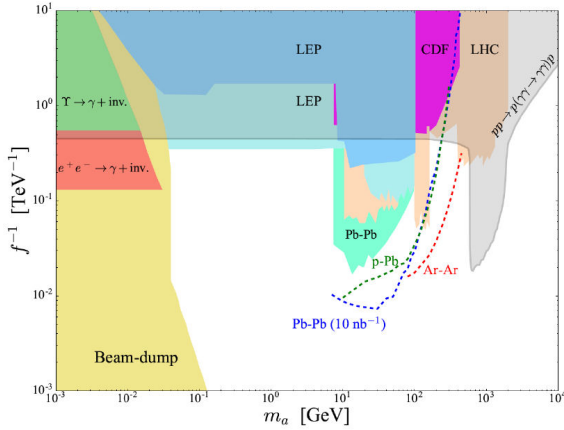 10¹
LEP
CDF
LHC
Υ → γ + inv.
LEP
pp → p(γγ → γγ)p
10⁰
e⁺e⁻ → γ + inv.
10⁻¹
f⁻¹ [TeV⁻¹]
Pb-Pb
p-Pb
Ar-Ar
10⁻²
Pb-Pb (10 nb⁻¹)
Beam-dump
10⁻³
10⁻³ 10⁻² 10⁻¹ 10⁰ 10¹ 10² 10³ 10⁴
mₐ [GeV]